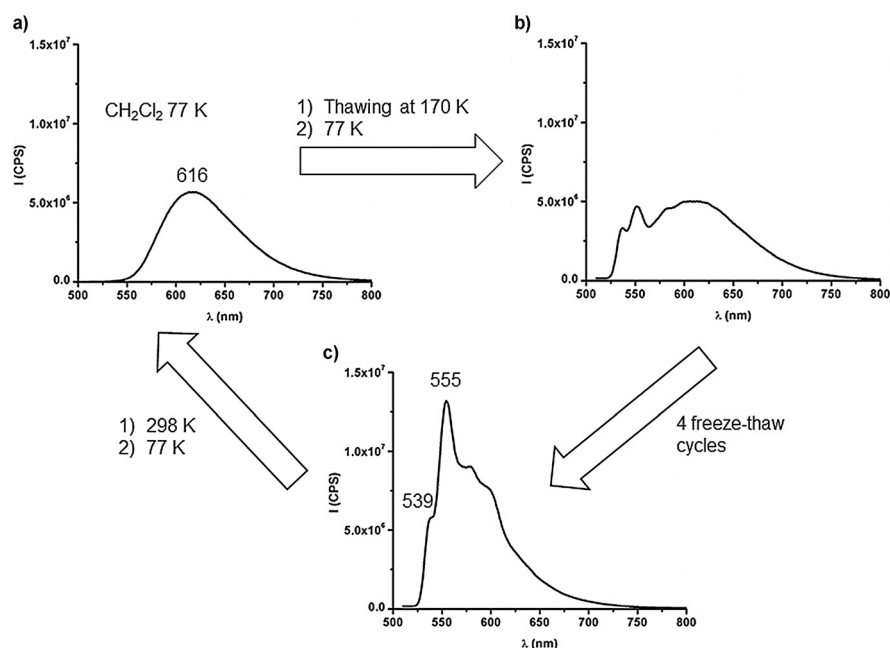 a)
1.5x10⁷
1.0x10⁷
5.0x10⁶
0.0
I (CPS)
CH₂Cl₂ 77 K
616
500 550 600 650 700 750 800
λ (nm)
1) Thawing at 170 K
2) 77 K
b)
1.5x10⁷
1.0x10⁷
5.0x10⁶
0.0
I (CPS)
500 550 600 650 700 750 800
λ (nm)
4 freeze-thaw
cycles
c)
1.5x10⁷
1.0x10⁷
5.0x10⁶
0.0
I (CPS)
555
539
500 550 600 650 700 750 800
λ (nm)
1) 298 K
2) 77 K